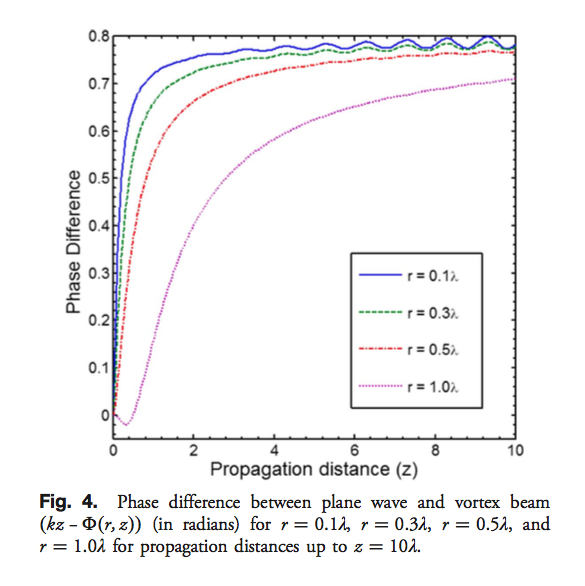 0.8
0.7
0.6
0.5
0.4
0.3
0.2
0.1
0
Phase Difference
r = 0.1λ
r = 0.3λ
r = 0.5λ
r = 1.0λ
0 2 4 6 8 10
Propagation distance (z)
Fig. 4. Phase difference between plane wave and vortex beam
(kz – Φ(r, z)) (in radians) for r = 0.1λ, r = 0.3λ, r = 0.5λ, and
r = 1.0λ for propagation distances up to z = 10λ.